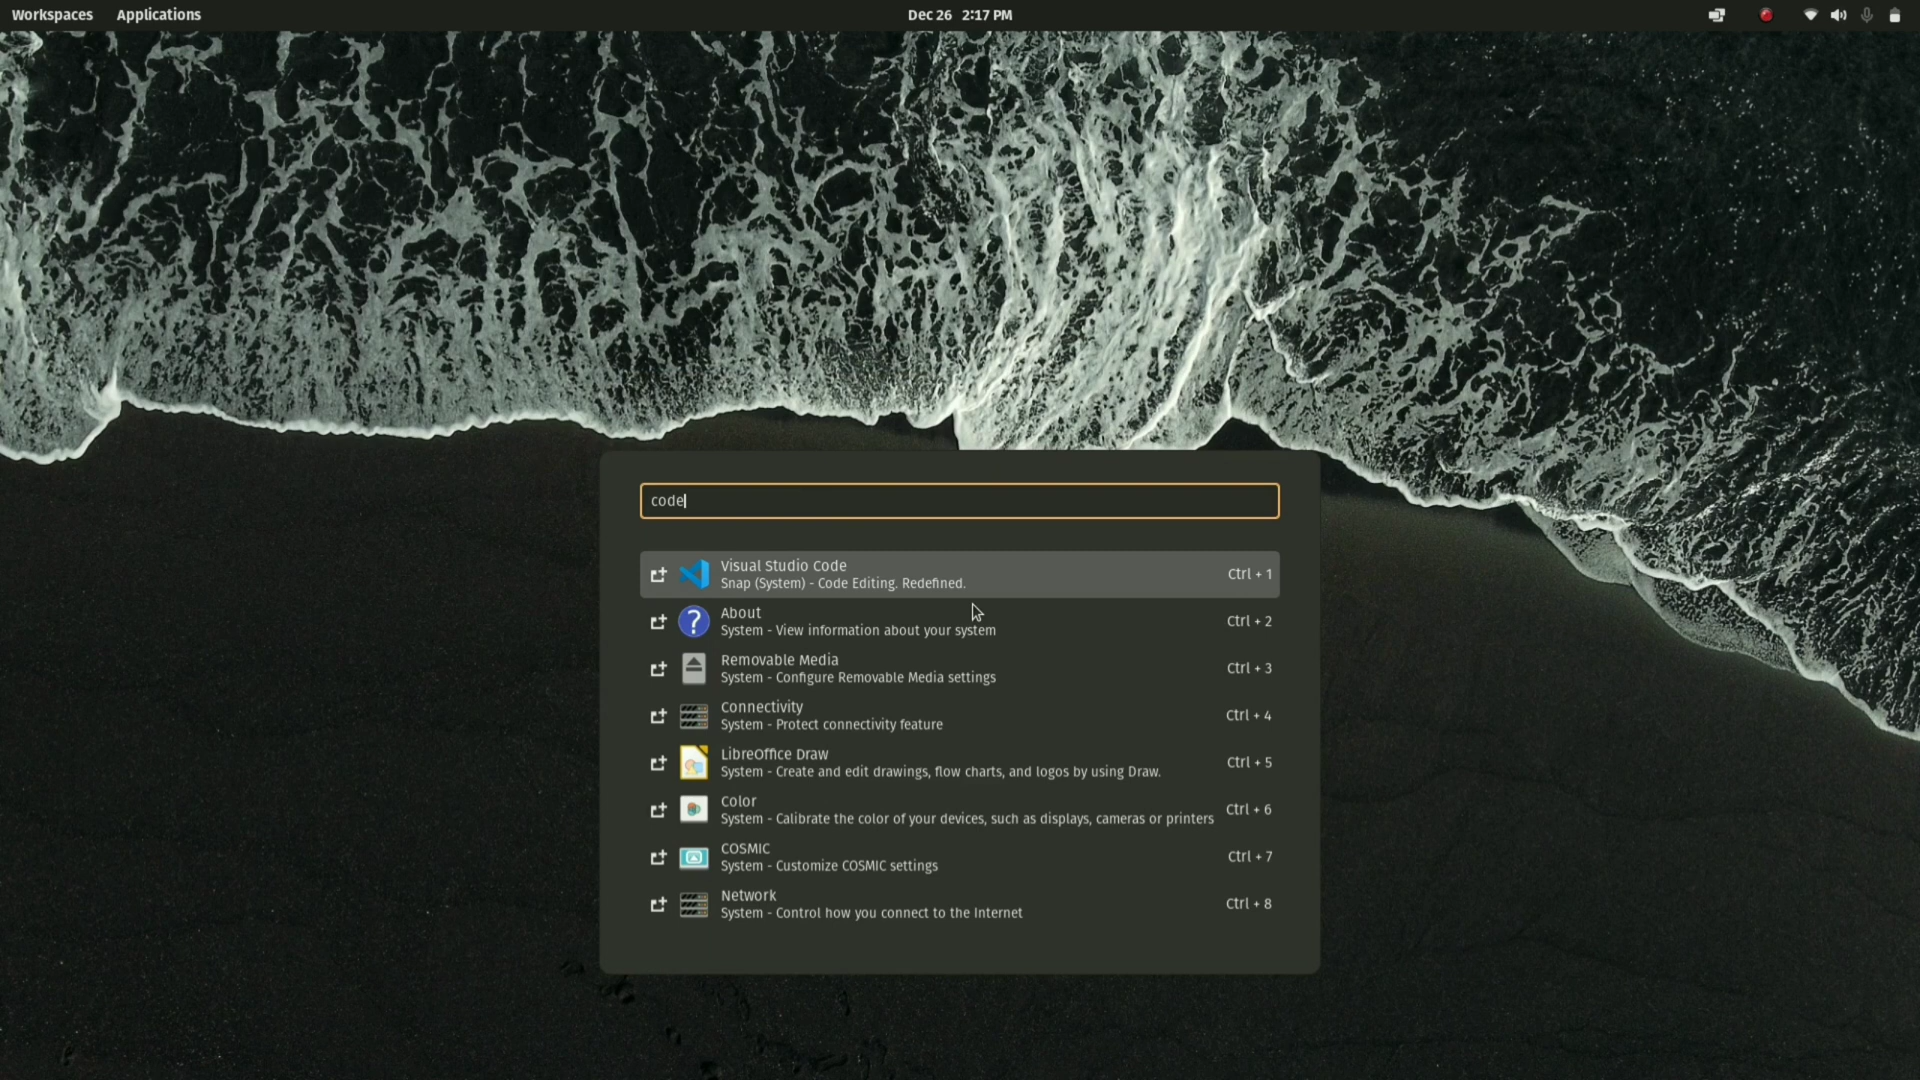 Workspaces Applications Dec 26 2:17 PM
code
Visual Studio Code
Snap (System) - Code Editing. Redefined. Ctrl + 1
About
System - View information about your system Ctrl + 2
Removable Media
System - Configure Removable Media settings Ctrl + 3
Connectivity
System - Protect connectivity feature Ctrl + 4
LibreOffice Draw
System - Create and edit drawings, flow charts, and logos by using Draw. Ctrl + 5
Color
System - Calibrate the color of your devices, such as displays, cameras or printers Ctrl + 6
COSMIC
System - Customize COSMIC settings Ctrl + 7
Network
System - Control how you connect to the Internet Ctrl + 8